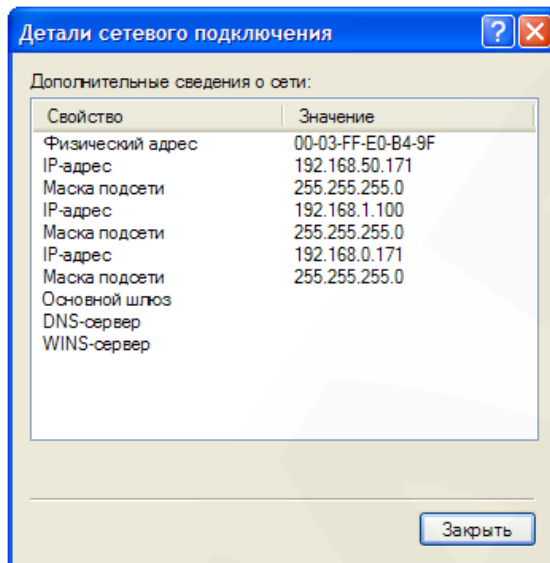 Детали сетевого подключения
Дополнительные сведения о сети:
Свойство Значение
Физический адрес 00-03-FF-E0-B4-9F
IP-адрес 192.168.50.171
Маска подсети 255.255.255.0
IP-адрес 192.168.1.100
Маска подсети 255.255.255.0
IP-адрес 192.168.0.171
Маска подсети 255.255.255.0
Основной шлюз
DNS-сервер
WINS-сервер
Закрыть